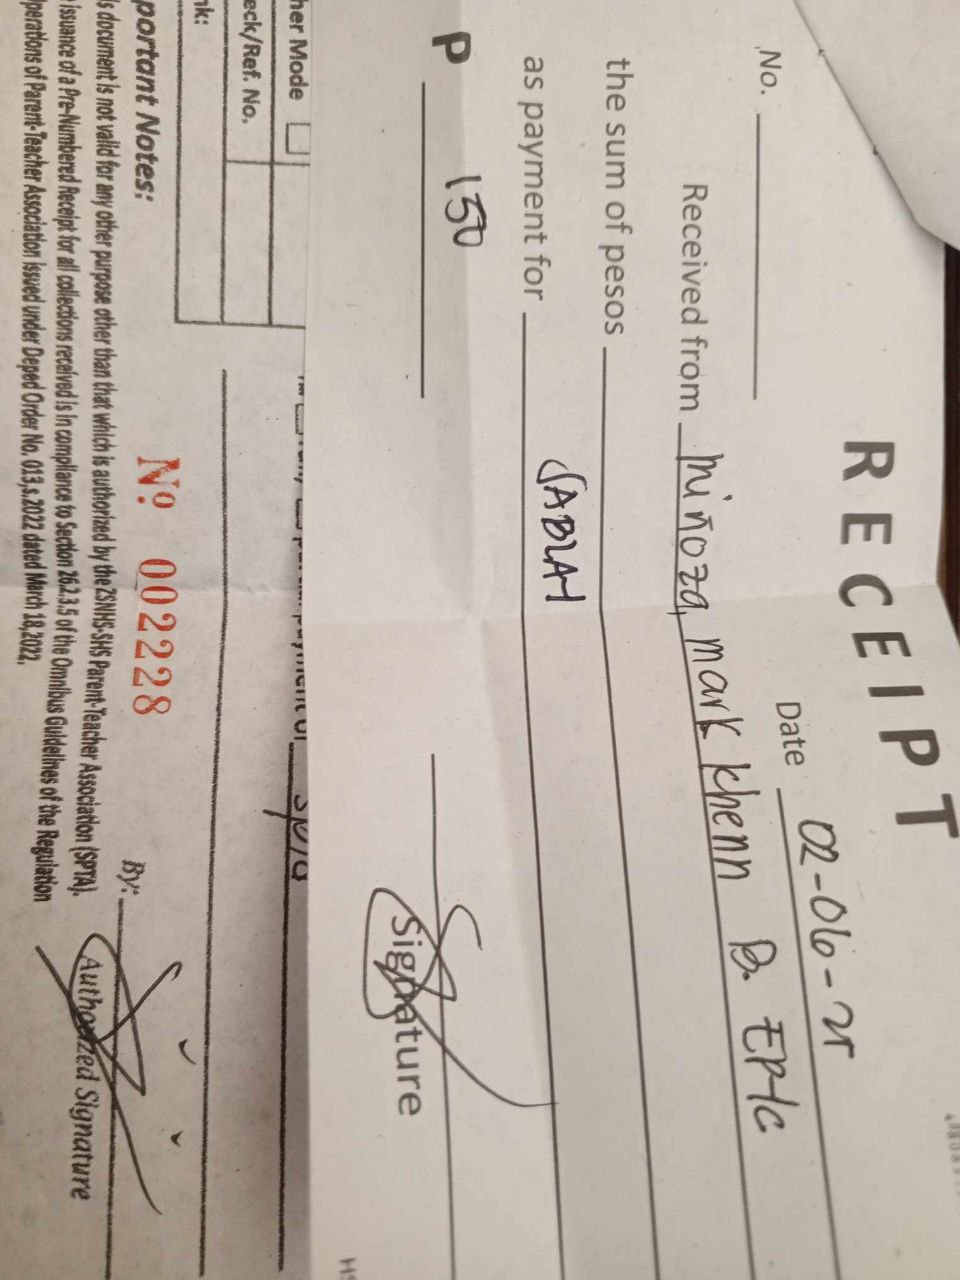 RECEIPT
No.
Date 02-06-25
Received from Miñoza, Mark Khenn B. EPIC
the sum of pesos
as payment for SABLAY
P 150
Signature
her Mode
eck/Ref. No.
nk:
spta
Nº 002228
By:
Authorized Signature
portant Notes:
is document is not valid for any other purpose other than that which is authorized by the ZSNHS-SHS Parent-Teacher Association (SPTA).
issuance of a Pre-Numbered Receipt for all collections received is in compliance to Section 26.2.3.5 of the Omnibus Guidelines of the Regulation
perations of Parent-Teacher Association issued under Deped Order No. 013,s.2022 dated March 18,2022.